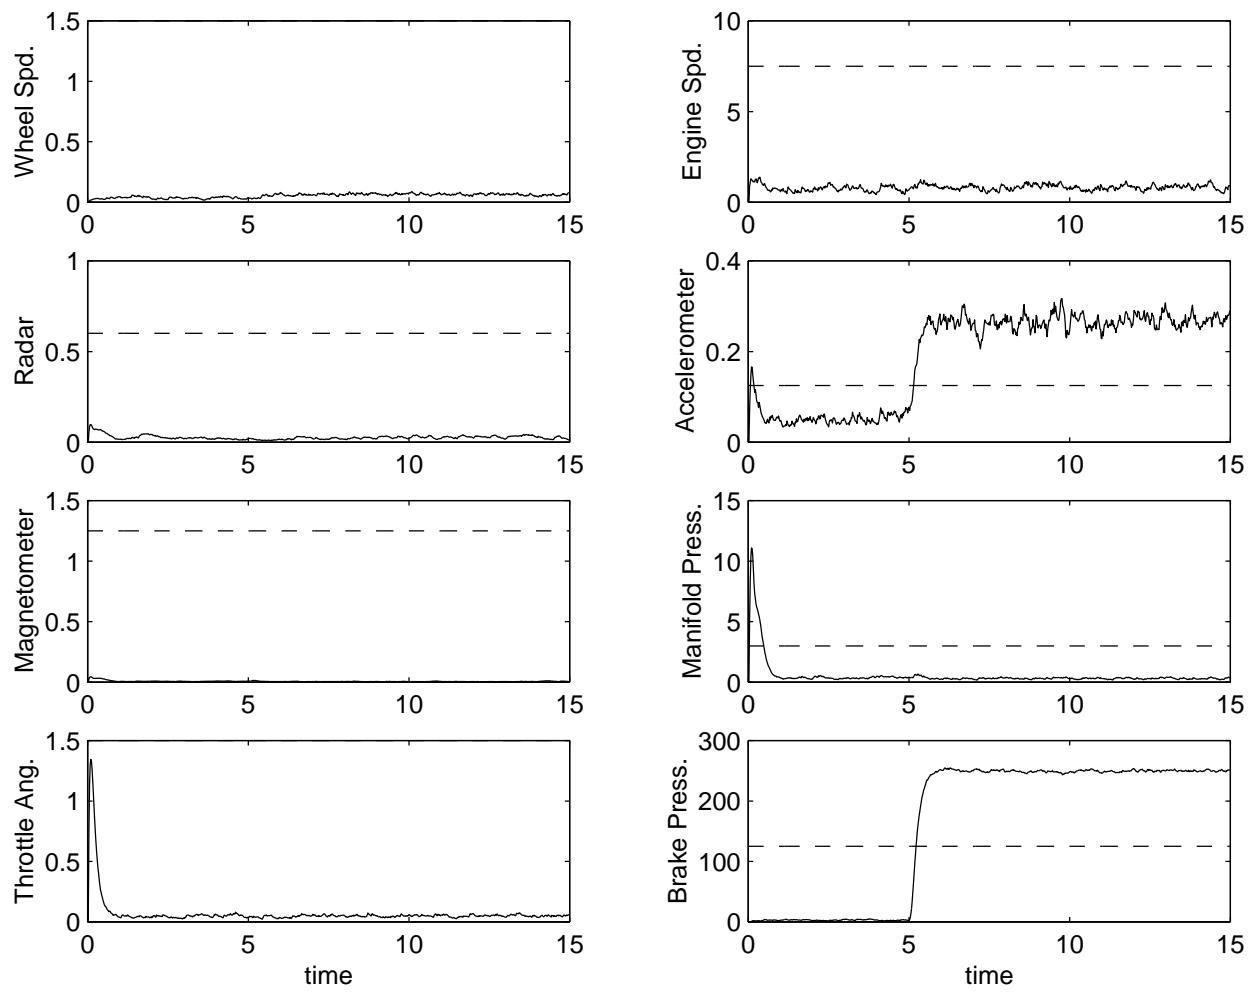 Wheel Spd.
1.5
1
0.5
0
0 5 10 15
Engine Spd.
10
5
0
0 5 10 15
Radar
1
0.5
0
0 5 10 15
Accelerometer
0.4
0.2
0
0 5 10 15
Magnetometer
1.5
1
0.5
0
0 5 10 15
Manifold Press.
15
10
5
0
0 5 10 15
Throttle Ang.
1.5
1
0.5
0
0 5 10 15
time
Brake Press.
300
200
100
0
0 5 10 15
time